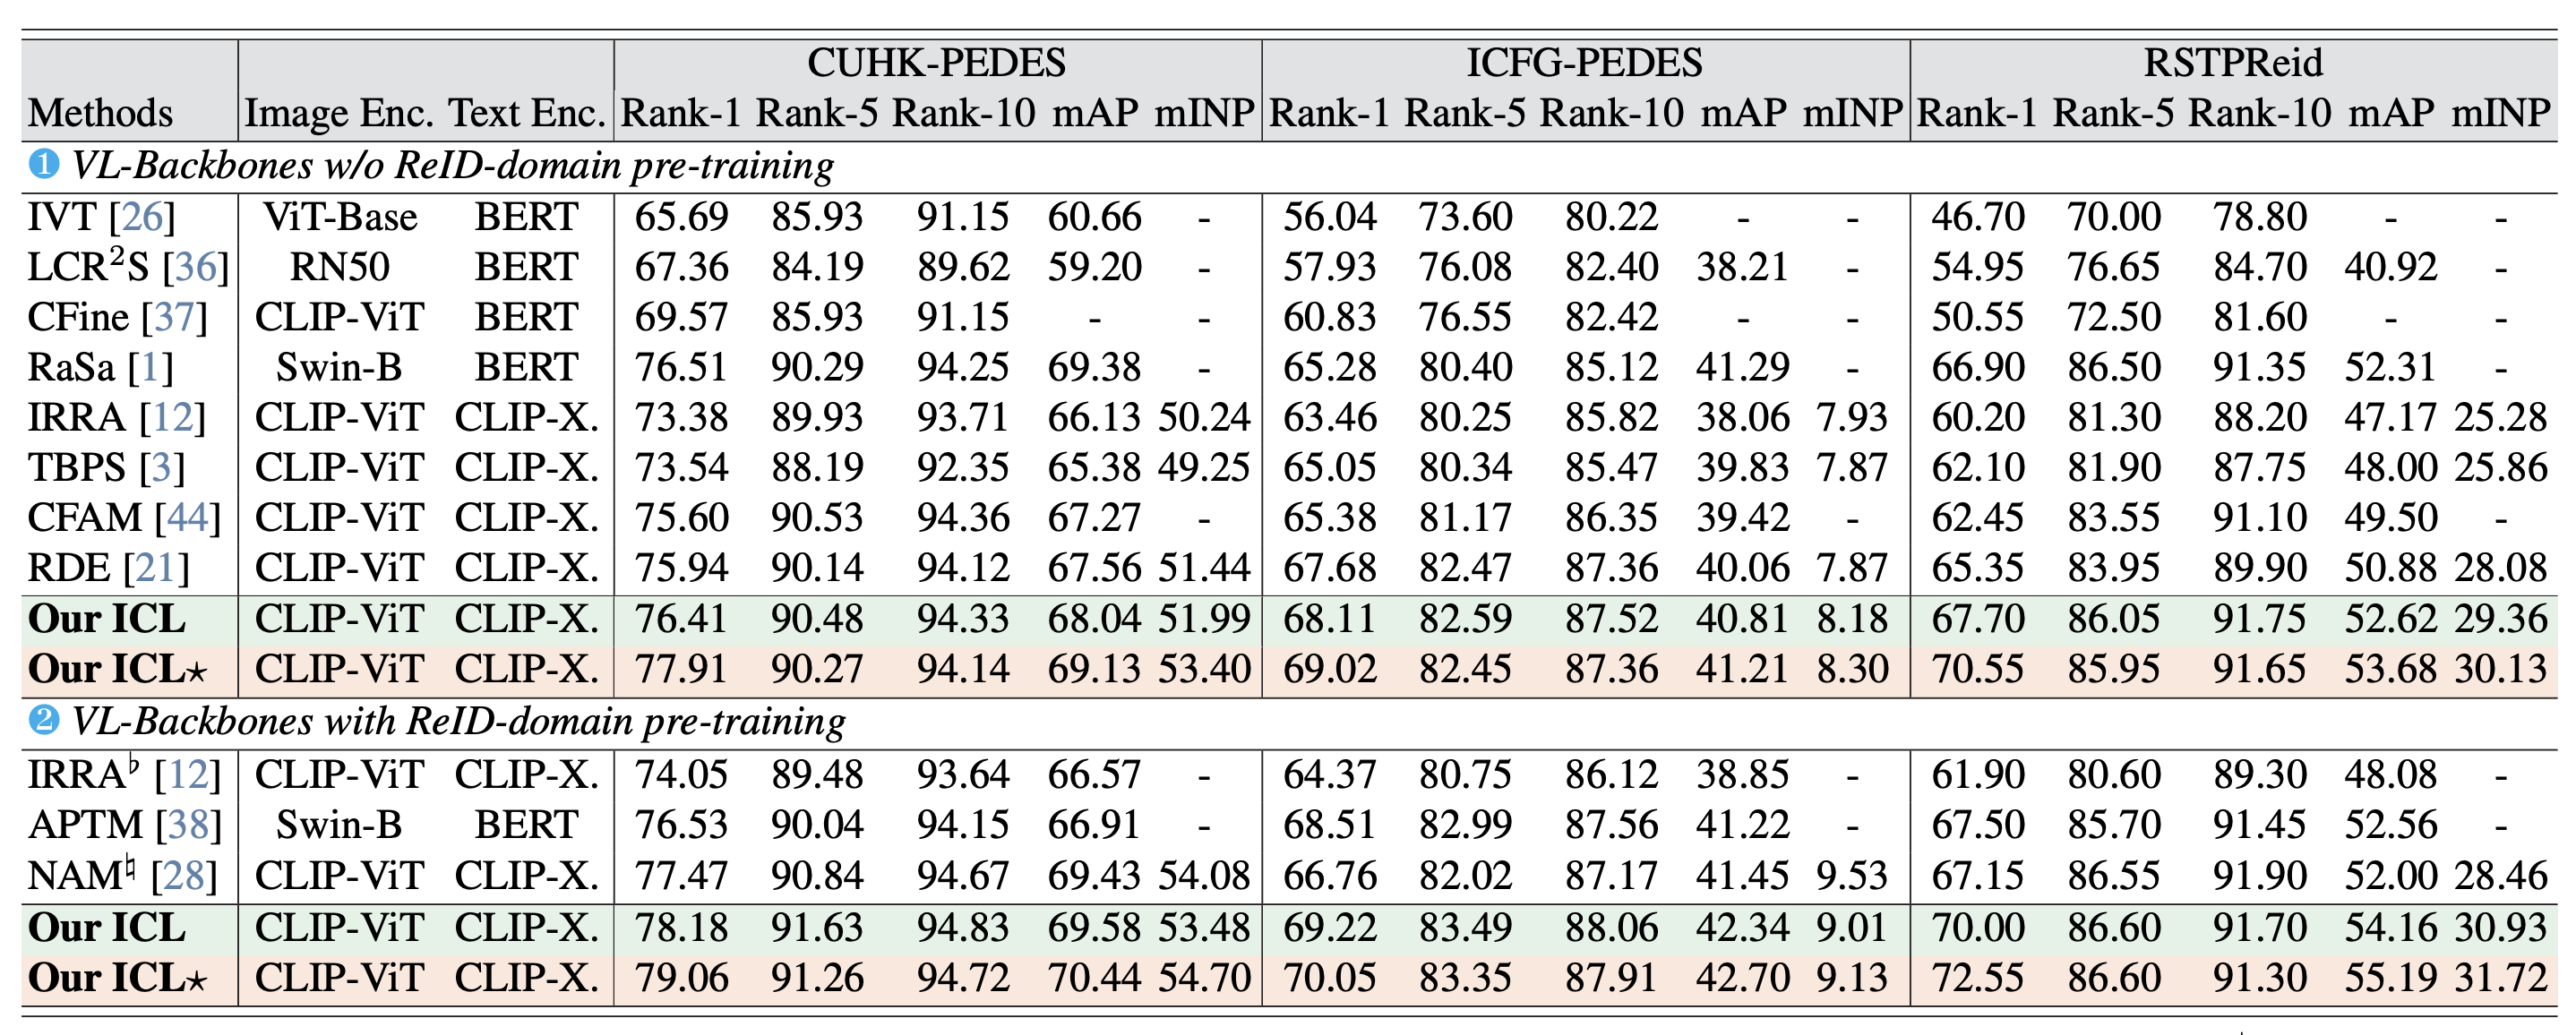 CUHK-PEDES ICFG-PEDES RSTPReid
Methods Image Enc. Text Enc. Rank-1 Rank-5 Rank-10 mAP mINP Rank-1 Rank-5 Rank-10 mAP mINP Rank-1 Rank-5 Rank-10 mAP mINP
❶ VL-Backbones w/o ReID-domain pre-training
IVT [26] ViT-Base BERT 65.69 85.93 91.15 60.66 - 56.04 73.60 80.22 - - 46.70 70.00 78.80 - -
LCR²S [36] RN50 BERT 67.36 84.19 89.62 59.20 - 57.93 76.08 82.40 38.21 - 54.95 76.65 84.70 40.92 -
CFine [37] CLIP-ViT BERT 69.57 85.93 91.15 - - 60.83 76.55 82.42 - - 50.55 72.50 81.60 - -
RaSa [1] Swin-B BERT 76.51 90.29 94.25 69.38 - 65.28 80.40 85.12 41.29 - 66.90 86.50 91.35 52.31 -
IRRA [12] CLIP-ViT CLIP-X. 73.38 89.93 93.71 66.13 50.24 63.46 80.25 85.82 38.06 7.93 60.20 81.30 88.20 47.17 25.28
TBPS [3] CLIP-ViT CLIP-X. 73.54 88.19 92.35 65.38 49.25 65.05 80.34 85.47 39.83 7.87 62.10 81.90 87.75 48.00 25.86
CFAM [44] CLIP-ViT CLIP-X. 75.60 90.53 94.36 67.27 - 65.38 81.17 86.35 39.42 - 62.45 83.55 91.10 49.50 -
RDE [21] CLIP-ViT CLIP-X. 75.94 90.14 94.12 67.56 51.44 67.68 82.47 87.36 40.06 7.87 65.35 83.95 89.90 50.88 28.08
Our ICL CLIP-ViT CLIP-X. 76.41 90.48 94.33 68.04 51.99 68.11 82.59 87.52 40.81 8.18 67.70 86.05 91.75 52.62 29.36
Our ICL⋆ CLIP-ViT CLIP-X. 77.91 90.27 94.14 69.13 53.40 69.02 82.45 87.36 41.21 8.30 70.55 85.95 91.65 53.68 30.13
❷ VL-Backbones with ReID-domain pre-training
IRRA♭ [12] CLIP-ViT CLIP-X. 74.05 89.48 93.64 66.57 - 64.37 80.75 86.12 38.85 - 61.90 80.60 89.30 48.08 -
APTM [38] Swin-B BERT 76.53 90.04 94.15 66.91 - 68.51 82.99 87.56 41.22 - 67.50 85.70 91.45 52.56 -
NAM♮ [28] CLIP-ViT CLIP-X. 77.47 90.84 94.67 69.43 54.08 66.76 82.02 87.17 41.45 9.53 67.15 86.55 91.90 52.00 28.46
Our ICL CLIP-ViT CLIP-X. 78.18 91.63 94.83 69.58 53.48 69.22 83.49 88.06 42.34 9.01 70.00 86.60 91.70 54.16 30.93
Our ICL⋆ CLIP-ViT CLIP-X. 79.06 91.26 94.72 70.44 54.70 70.05 83.35 87.91 42.70 9.13 72.55 86.60 91.30 55.19 31.72